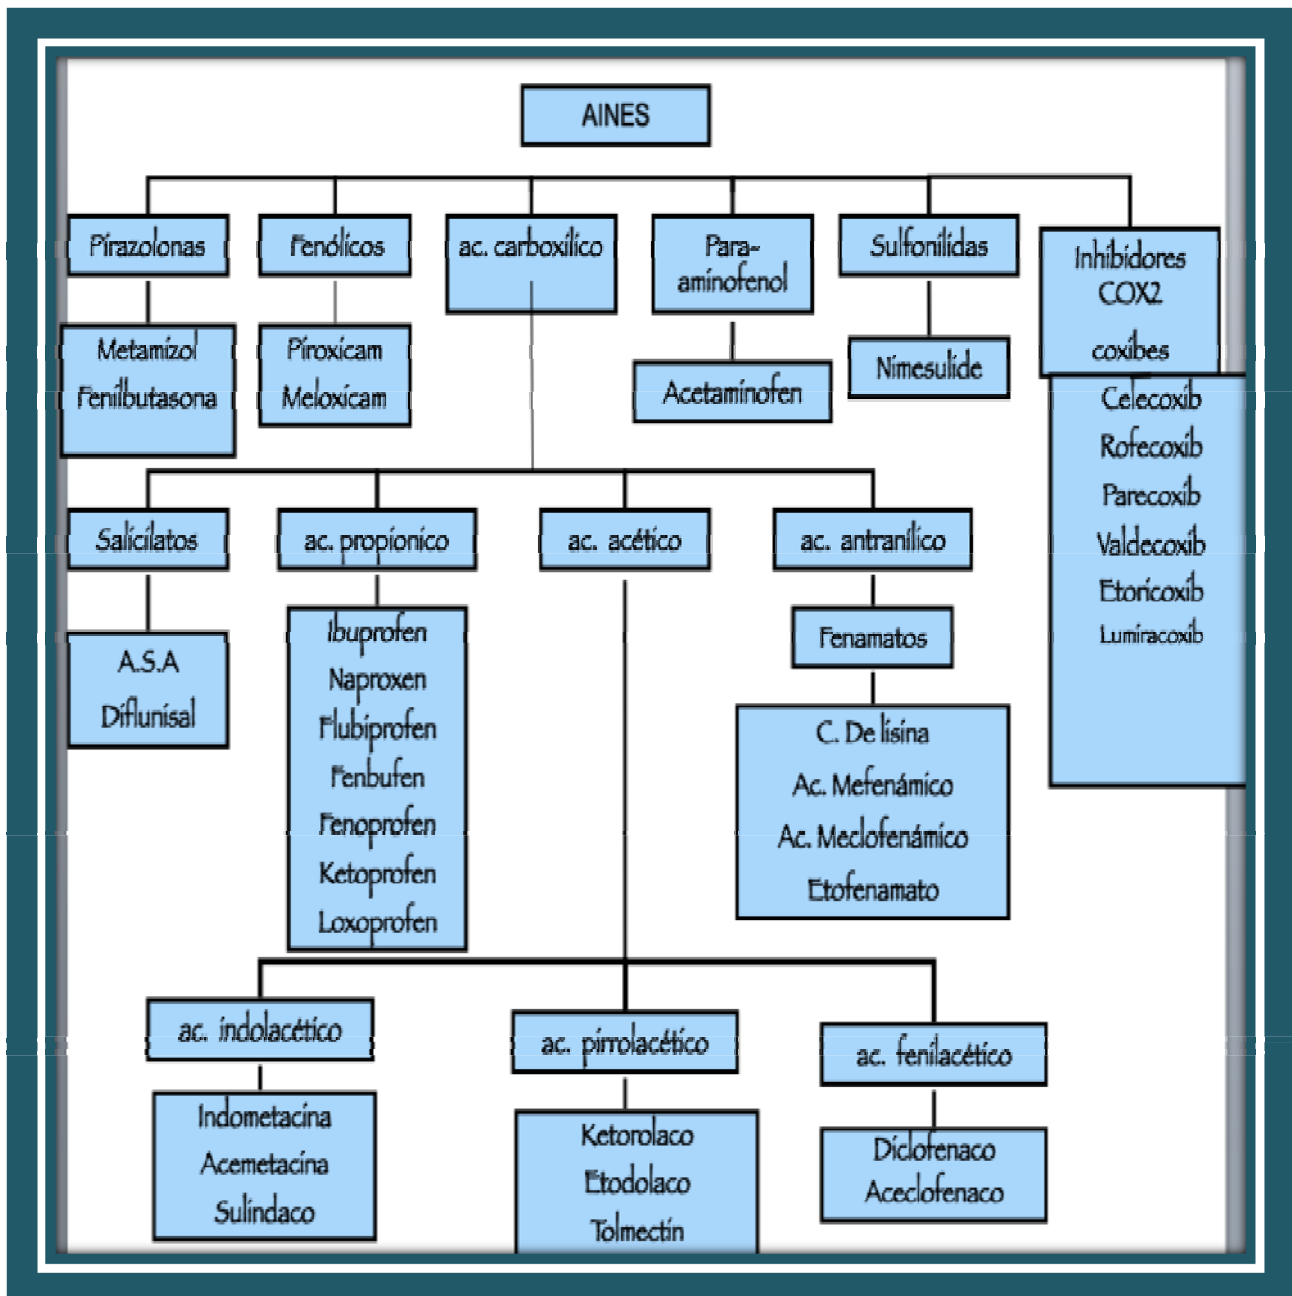 AINES
Pirazolonas
Metamizol
Fenilbutasona
Fenólicos
Piroxicam
Meloxicam
ac. carboxílico
Para-
aminofenol
Acetaminofen
Sulfonilidas
Nimesulide
Inhibidores
COX2
coxibes
Celecoxib
Rofecoxib
Parecoxib
Valdecoxib
Etoricoxib
Lumiracoxib
Salicilatos
A.S.A
Diflunisal
ac. propionico
Ibuprofen
Naproxen
Flubiprofen
Fenbufen
Fenoprofen
Ketoprofen
Loxoprofen
ac. acético
ac. antranílico
Fenamatos
C. De lisina
Ac. Mefenámico
Ac. Meclofenámico
Etofenamato
ac. indolacético
Indometacina
Acemetacina
Sulindaco
ac. pirrolacético
Ketorolaco
Etodolaco
Tolmectin
ac. fenilacético
Diclofenaco
Aceclofenaco